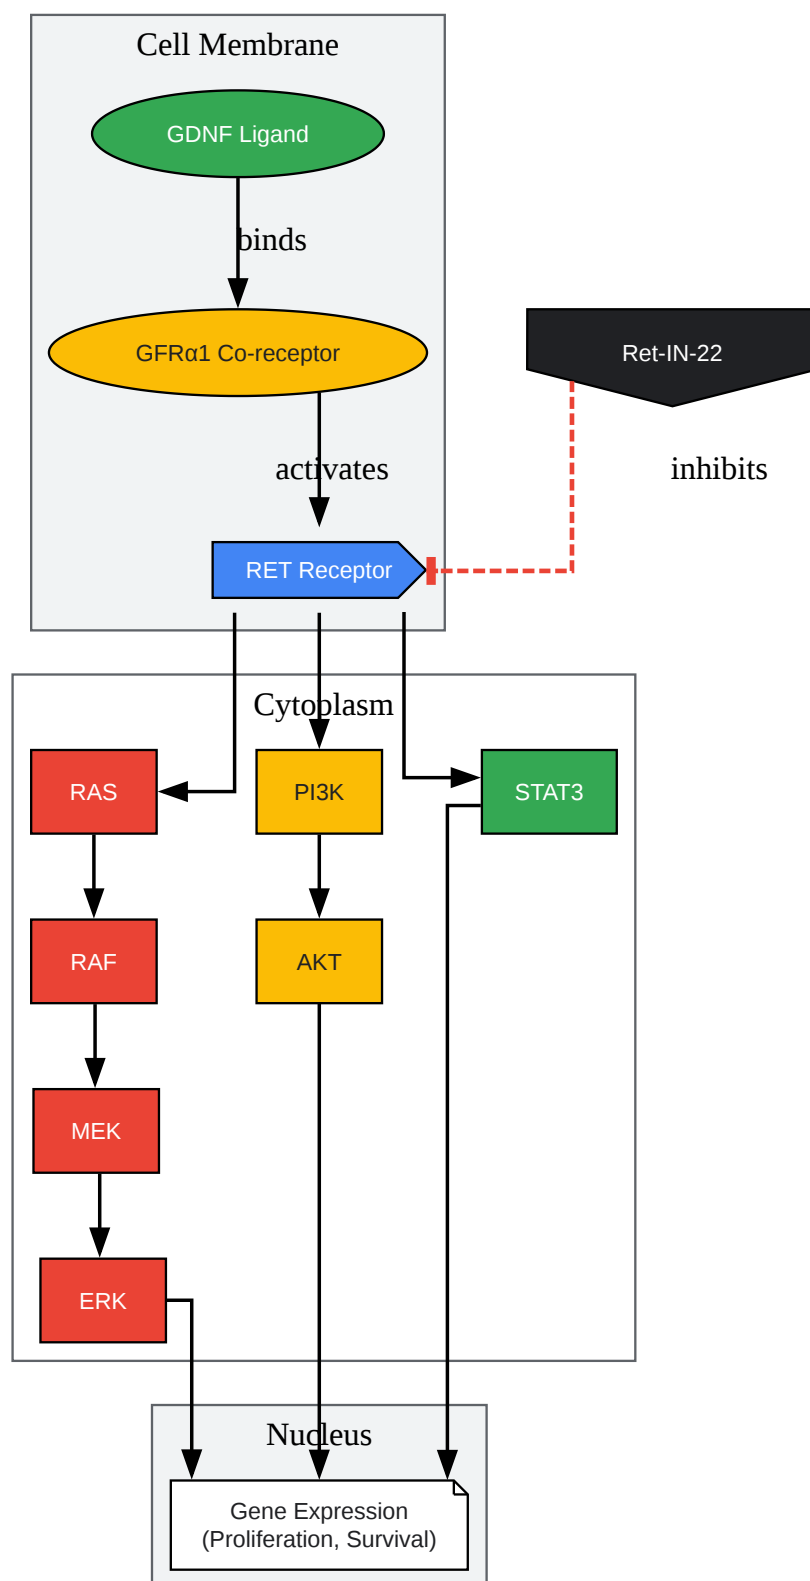 Cell Membrane
GDNF Ligand
binds
GFRα1 Co-receptor
Ret-IN-22
activates
inhibits
RET Receptor
Cytoplasm
RAS
PI3K
STAT3
RAF
AKT
MEK
ERK
Nucleus
Gene Expression
(Proliferation, Survival)